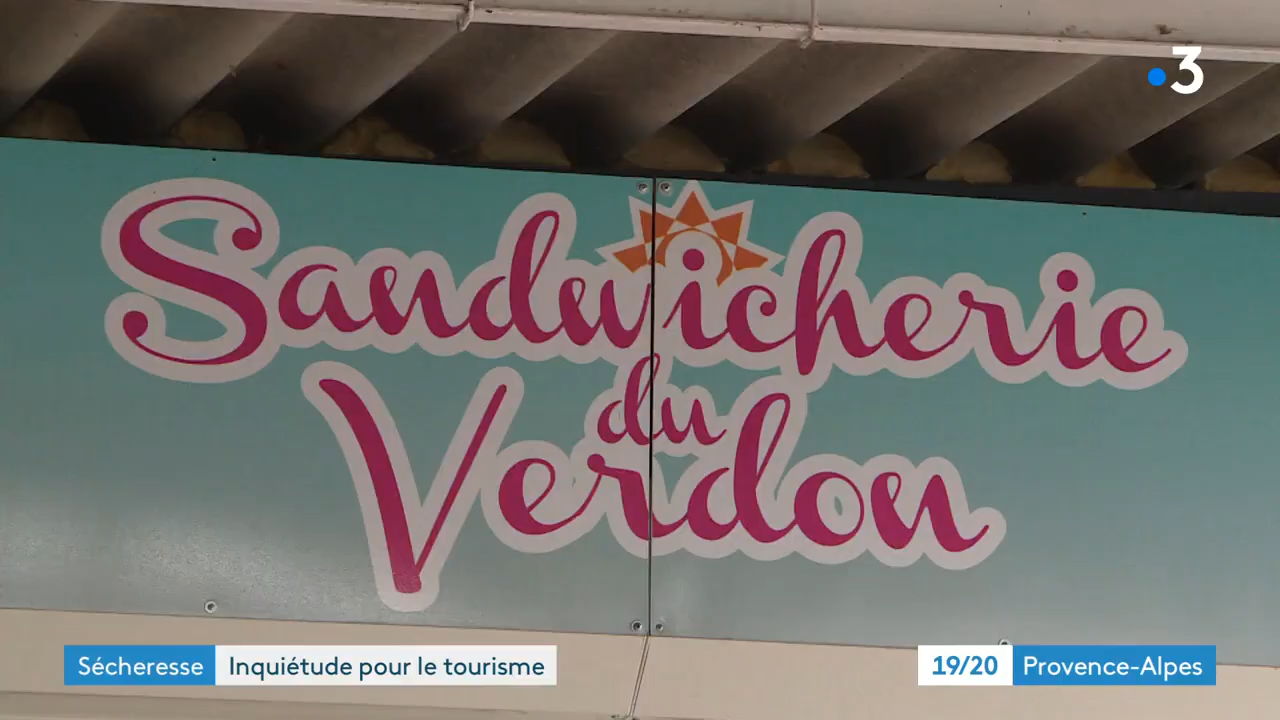 3
Sandwicherie
du
Verdon
Sécheresse Inquiétude pour le tourisme
19/20 Provence-Alpes